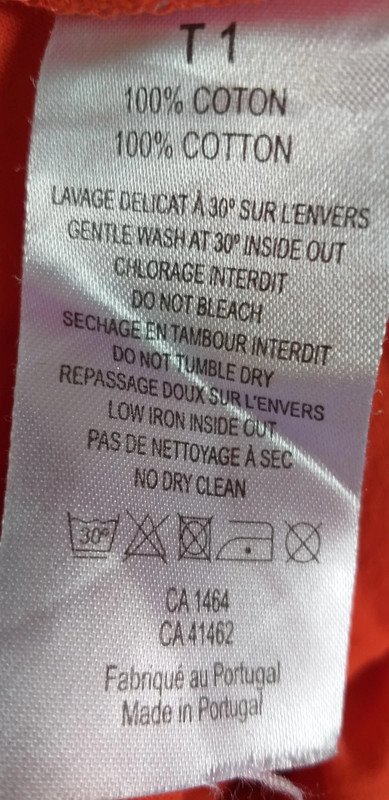 T 1
100% COTON
100% COTTON
LAVAGE DELICAT À 30° SUR L'ENVERS
GENTLE WASH AT 30° INSIDE OUT
CHLORAGE INTERDIT
DO NOT BLEACH
SECHAGE EN TAMBOUR INTERDIT
DO NOT TUMBLE DRY
REPASSAGE DOUX SUR L'ENVERS
LOW IRON INSIDE OUT
PAS DE NETTOYAGE À SEC
NO DRY CLEAN
30°
CA 1464
CA 41462
Fabriqué au Portugal
Made in Portugal